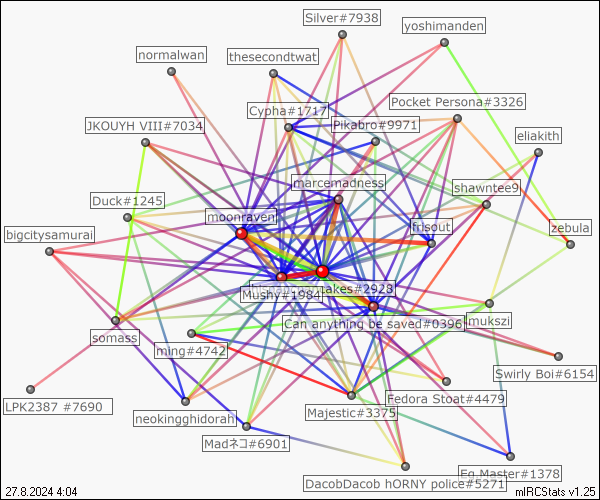 Silver#7938
yoshimanden
normalwan
thesecondtwat
Pocket Persona#3326
Cypha#1717
Pikabro#9971
JKOUYH VIII#7034
eliakith
marcemadness
shawntee9
Duck#1245
moonraven
zebula
frisout
bigcitysamurai
takes#2928
Mushy#1984
Can anything be saved#0396
mukszi
somass
ming#4742
Swirly Boi#6154
Fedora Stoat#4479
LPK2387 #7690
neokingghidorah
Majestic#3375
Madネコ#6901
Eg.Master#1378
DacobDacob hORNY police#5271
27.8.2024 4:04
mIRCStats v1.25